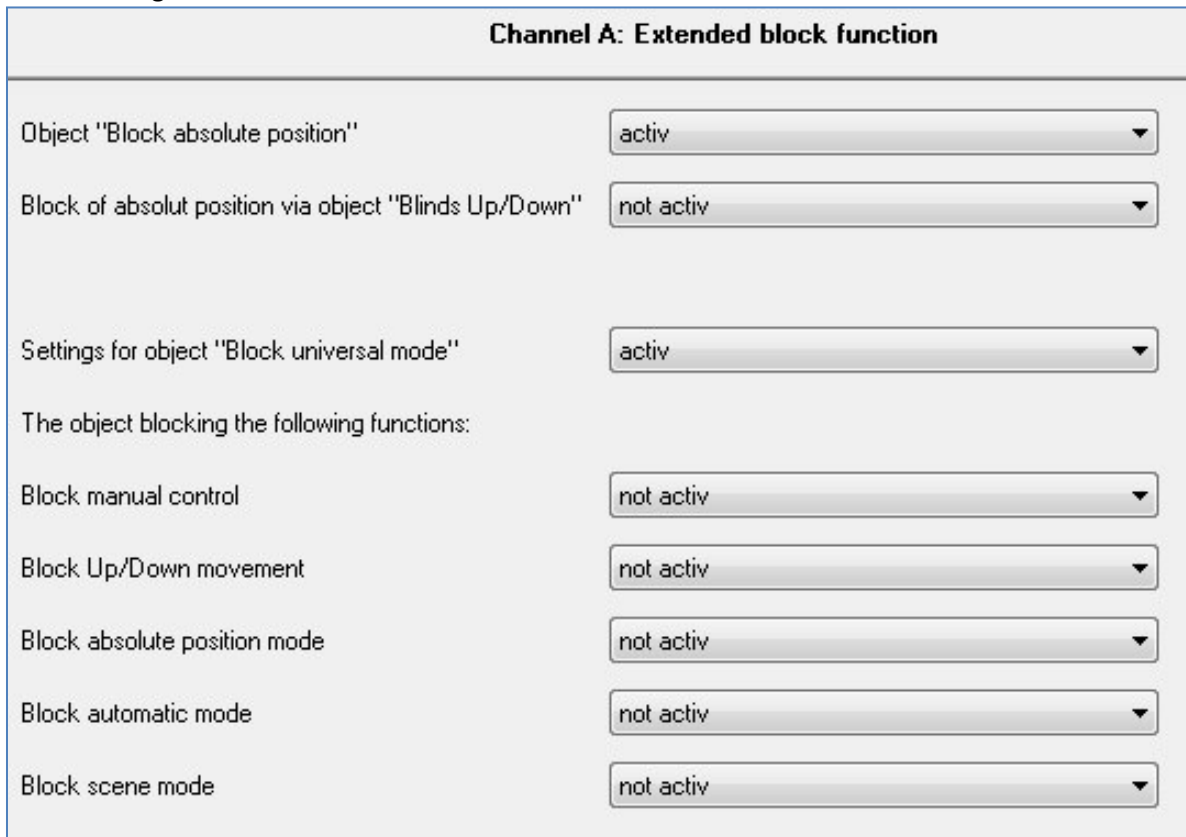 Channel A: Extended block function
Object "Block absolute position" activ
Block of absolut position via object "Blinds Up/Down" not activ
Settings for object "Block universal mode" activ
The object blocking the following functions:
Block manual control not activ
Block Up/Down movement not activ
Block absolute position mode not activ
Block automatic mode not activ
Block scene mode not activ